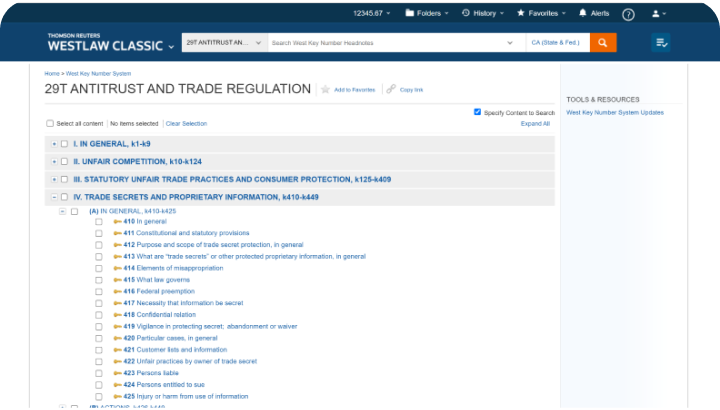 12345.67 Folders History Favorites Alerts ?
THOMSON REUTERS
WESTLAW CLASSIC
29T ANTITRUST AN... Search West Key Number Headnotes CA (State & Fed.)
Home > West Key Number System
29T ANTITRUST AND TRADE REGULATION Add to Favorites Copy link
TOOLS & RESOURCES
West Key Number System Updates
Specify Content to Search
Select all content No items selected Clear Selection Expand All
I. IN GENERAL, k1-k9
II. UNFAIR COMPETITION, k10-k124
III. STATUTORY UNFAIR TRADE PRACTICES AND CONSUMER PROTECTION, k125-k409
IV. TRADE SECRETS AND PROPRIETARY INFORMATION, k410-k449
(A) IN GENERAL, k410-k425
410 In general
411 Constitutional and statutory provisions
412 Purpose and scope of trade secret protection, in general
413 What are "trade secrets" or other protected proprietary information, in general
414 Elements of misappropriation
415 What law governs
416 Federal preemption
417 Necessity that information be secret
418 Confidential relation
419 Vigilance in protecting secret; abandonment or waiver
420 Particular cases, in general
421 Customer lists and information
422 Unfair practices by owner of trade secret
423 Persons liable
424 Persons entitled to sue
425 Injury or harm from use of information